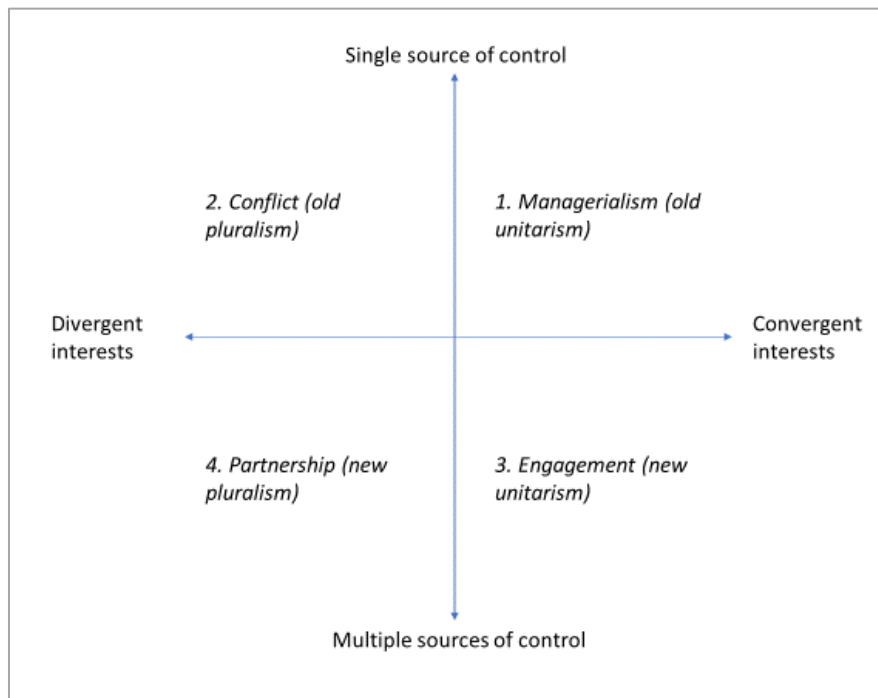 Single source of control
2. Conflict (old
pluralism)
1. Managerialism (old
unitarism)
Divergent
interests
Convergent
interests
4. Partnership (new
pluralism)
3. Engagement (new
unitarism)
Multiple sources of control